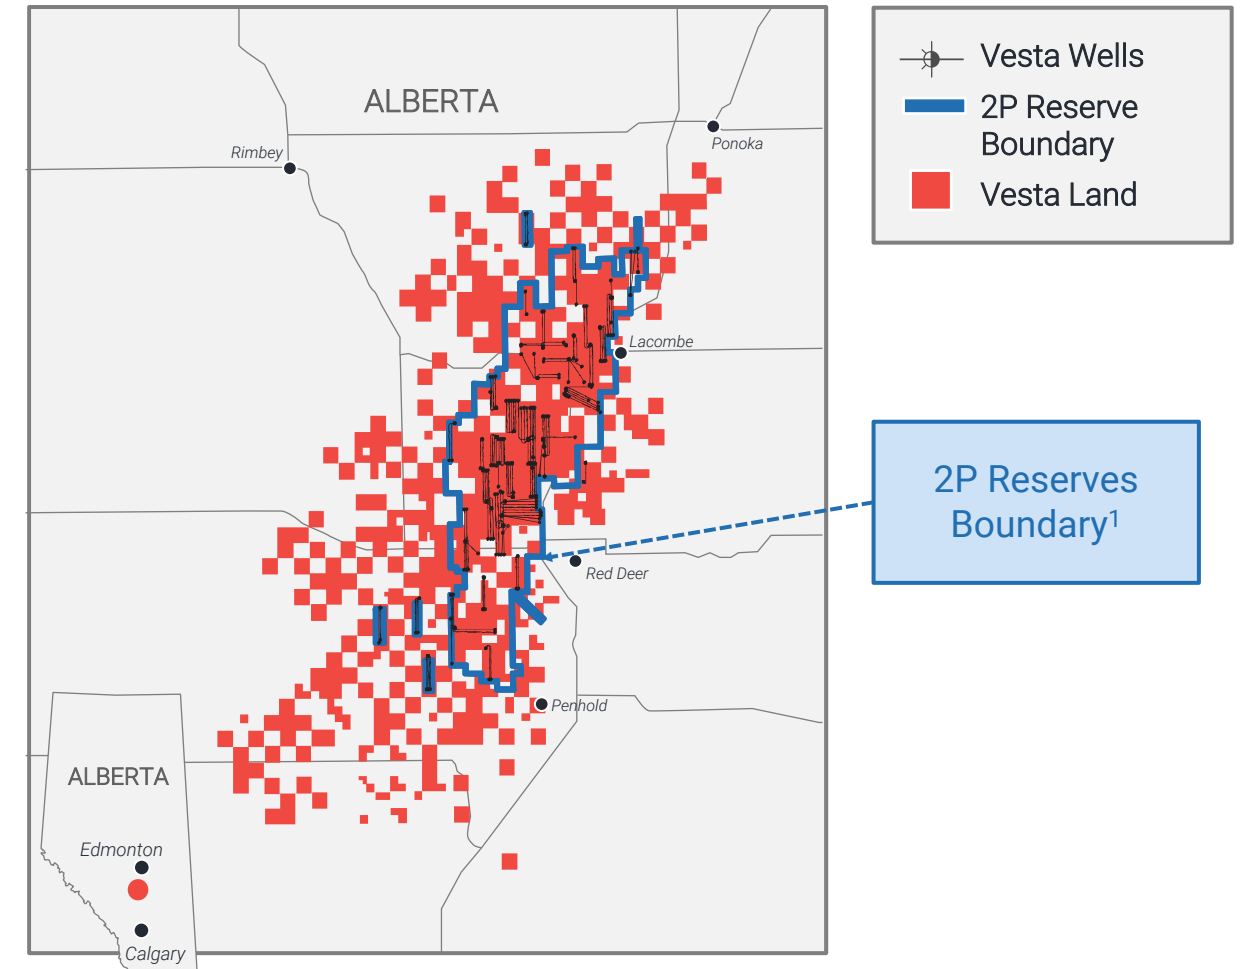 ALBERTA
Rimbey
Ponoka
Lacombe
Red Deer
Penhold
ALBERTA
Edmonton
Calgary
Vesta Wells
2P Reserve
Boundary
Vesta Land
2P Reserves
Boundary¹